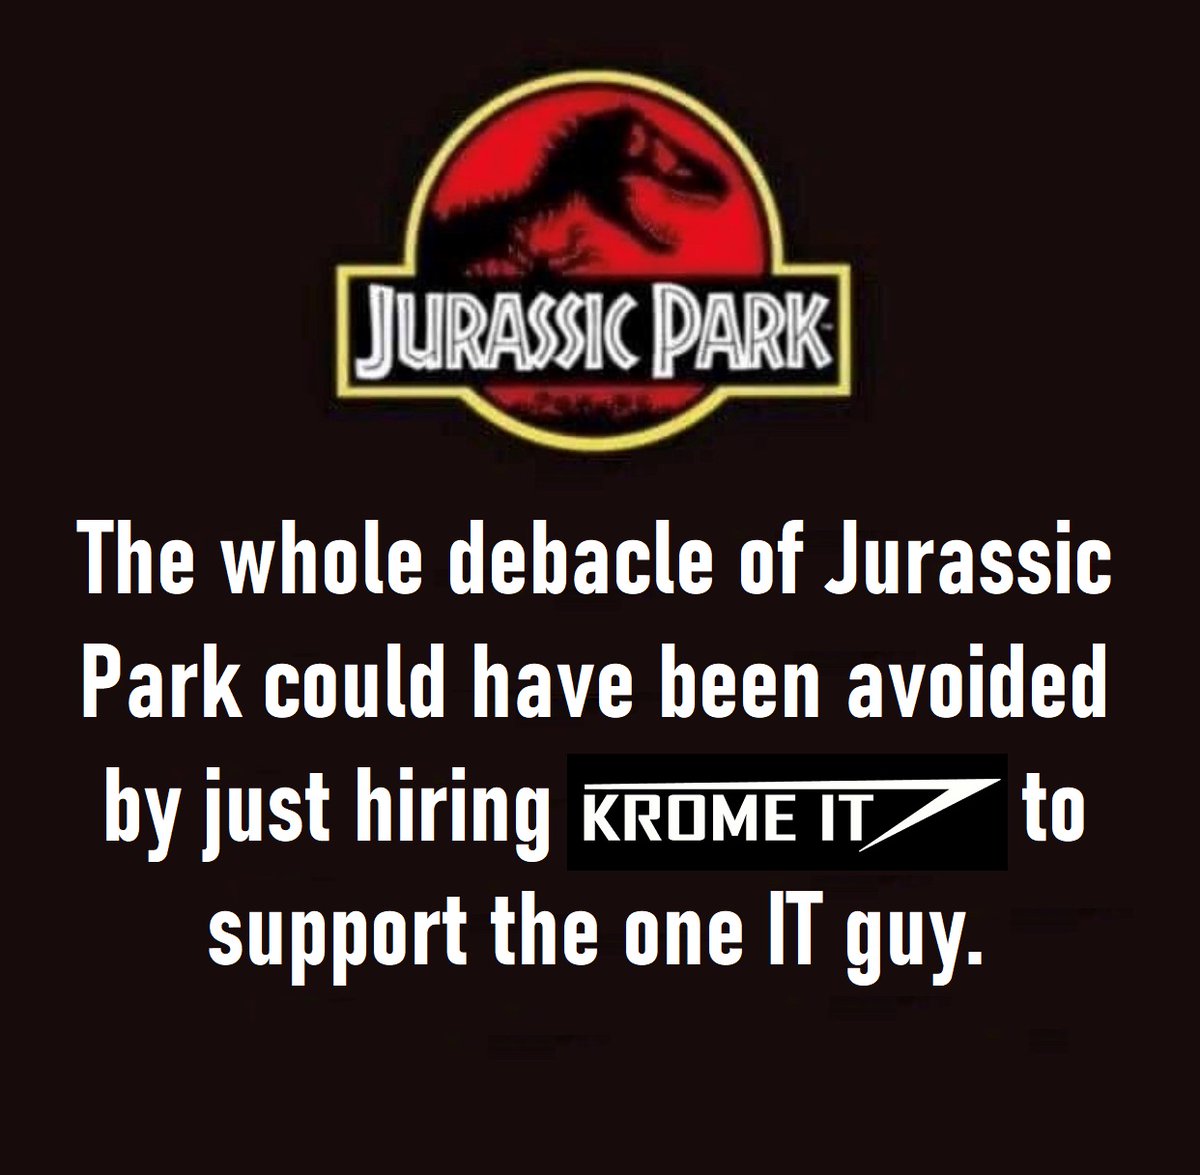 JURASSIC PARK™
The whole debacle of Jurassic
Park could have been avoided
by just hiring KROME IT to
support the one IT guy.